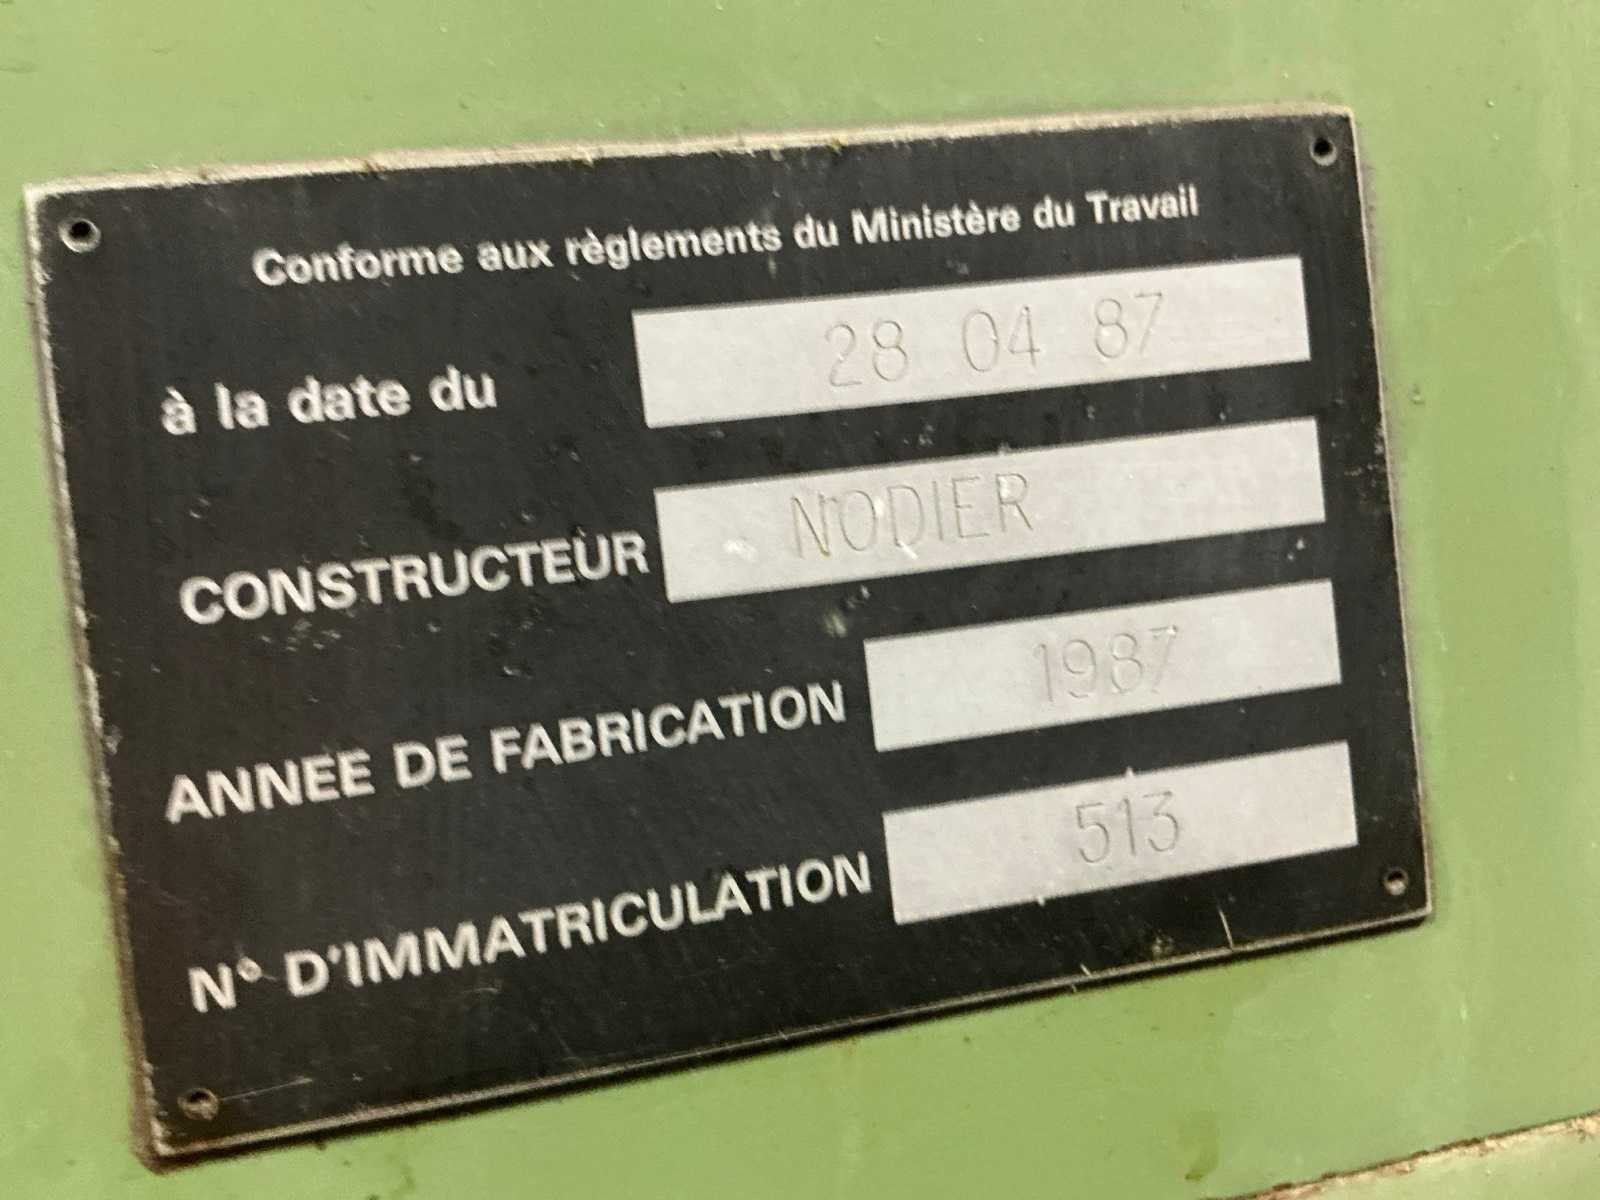 Conforme aux règlements du Ministère du Travail
à la date du 28 04 87
CONSTRUCTEUR NODIER
ANNEE DE FABRICATION 1987
N° D'IMMATRICULATION 513